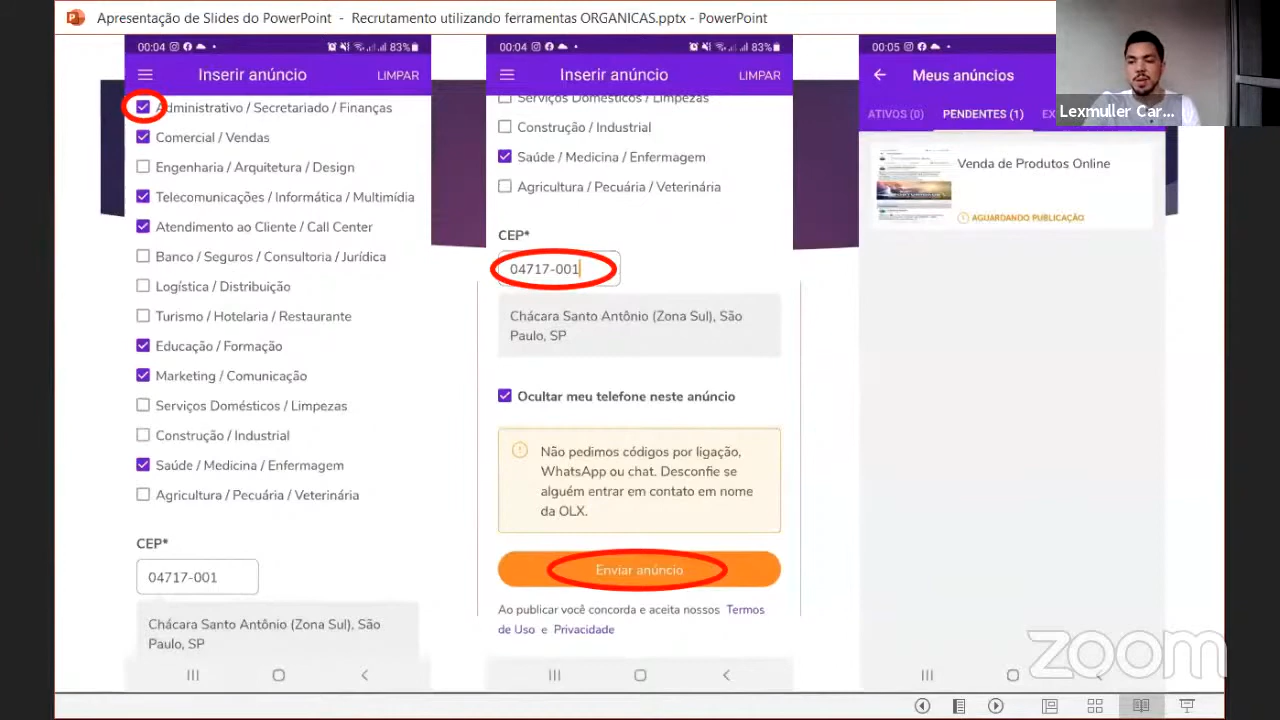 Apresentação de Slides do PowerPoint - Recrutamento utilizando ferramentas ORGANICAS.pptx - PowerPoint
00:04
83%
Inserir anúncio
LIMPAR
Administrativo / Secretariado / Finanças
Comercial / Vendas
Engenharia / Arquitetura / Design
Telecomunicações / Informática / Multimídia
Atendimento ao Cliente / Call Center
Banco / Seguros / Consultoria / Jurídica
Logística / Distribuição
Turismo / Hotelaria / Restaurante
Educação / Formação
Marketing / Comunicação
Serviços Domésticos / Limpezas
Construção / Industrial
Saúde / Medicina / Enfermagem
Agricultura / Pecuária / Veterinária
CEP*
04717-001
Chácara Santo Antônio (Zona Sul), São
Paulo, SP
00:04
83%
Inserir anúncio
LIMPAR
Serviços Domésticos / Limpezas
Construção / Industrial
Saúde / Medicina / Enfermagem
Agricultura / Pecuária / Veterinária
CEP*
04717-001
Chácara Santo Antônio (Zona Sul), São
Paulo, SP
Ocultar meu telefone neste anúncio
Não pedimos códigos por ligação,
WhatsApp ou chat. Desconfie se
alguém entrar em contato em nome
da OLX.
Enviar anúncio
Ao publicar você concorda e aceita nossos Termos
de Uso e Privacidade
00:05
Meus anúncios
ATIVOS (0)
PENDENTES (1)
EX
Venda de Produtos Online
AGUARDANDO PUBLICAÇÃO
Lexmuller Car...
zoom